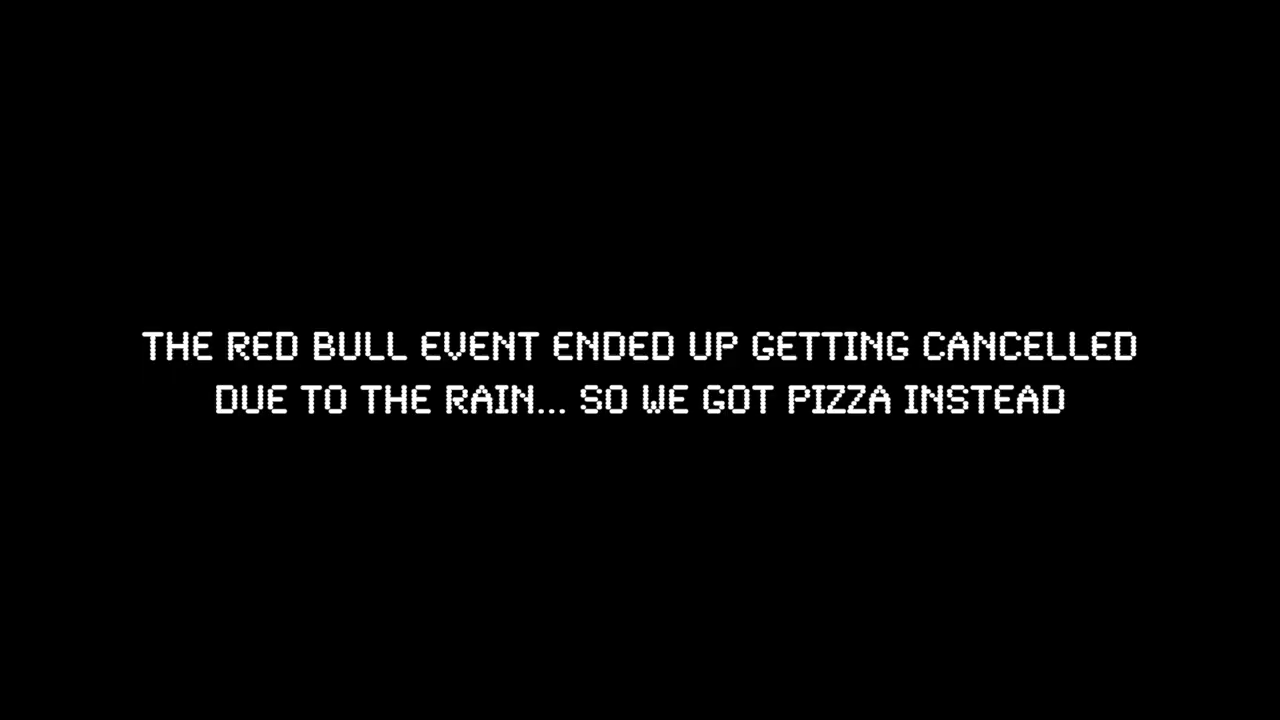 THE RED BULL EVENT ENDED UP GETTING CANCELLED
DUE TO THE RAIN... SO WE GOT PIZZA INSTEAD